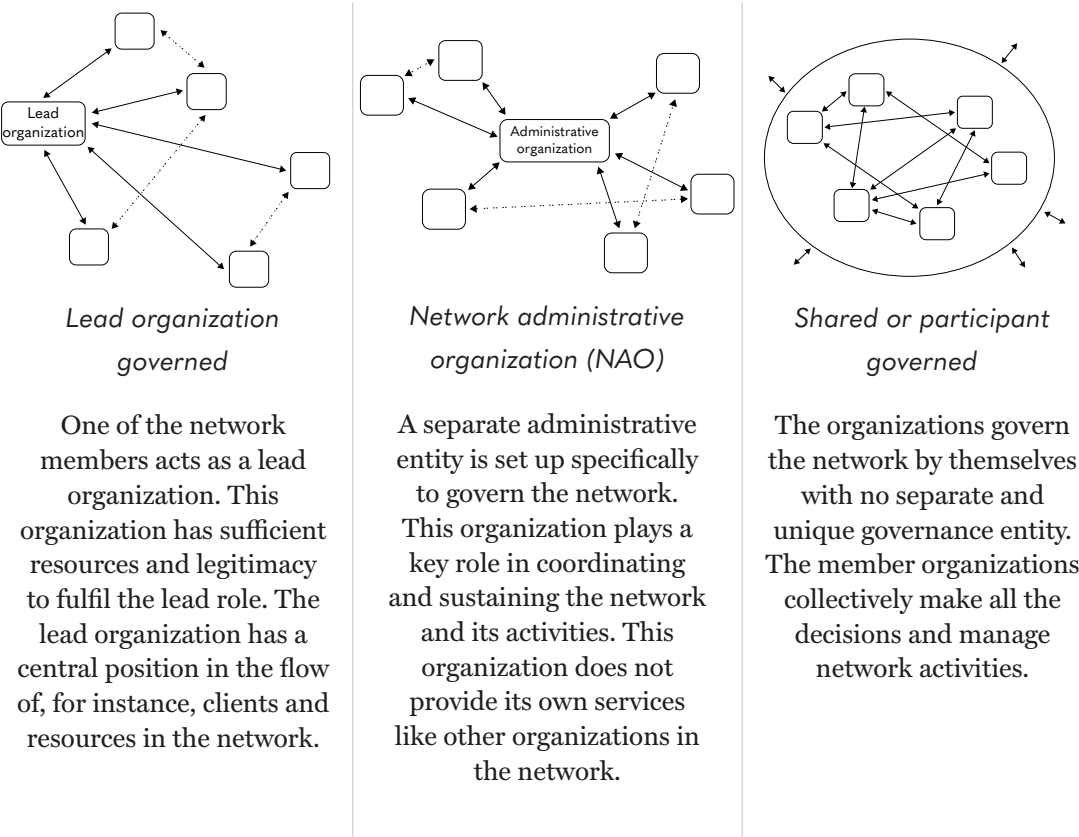 Lead
organization
Lead organization
governed
One of the network
members acts as a lead
organization. This
organization has sufficient
resources and legitimacy
to fulfil the lead role. The
lead organization has a
central position in the flow
of, for instance, clients and
resources in the network.
Administrative
organization
Network administrative
organization (NAO)
A separate administrative
entity is set up specifically
to govern the network.
This organization plays a
key role in coordinating
and sustaining the network
and its activities. This
organization does not
provide its own services
like other organizations in
the network.
Shared or participant
governed
The organizations govern
the network by themselves
with no separate and
unique governance entity.
The member organizations
collectively make all the
decisions and manage
network activities.